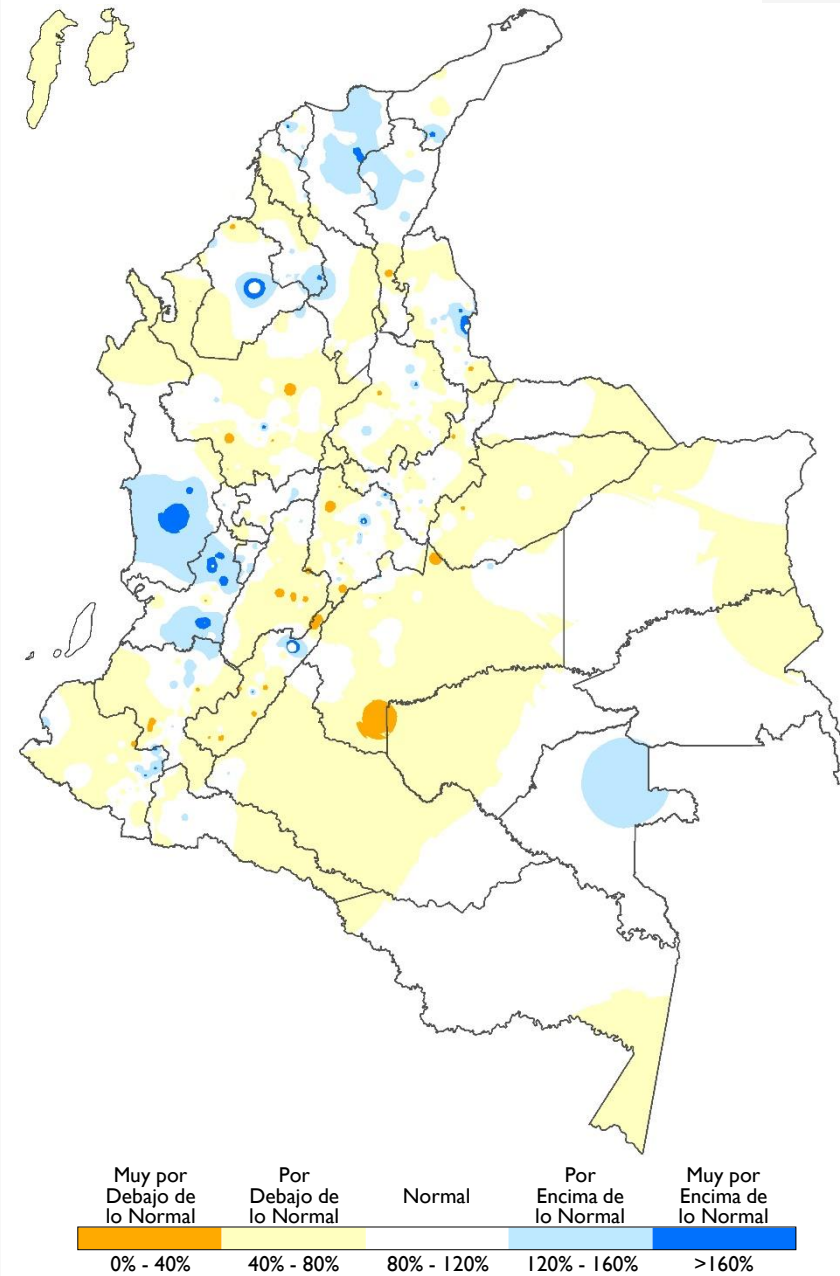 Muy por
Debajo de
lo Normal
Por
Debajo de
lo Normal
Normal
Por
Encima de
lo Normal
Muy por
Encima de
lo Normal
0% - 40%
40% - 80%
80% - 120%
120% - 160%
>160%